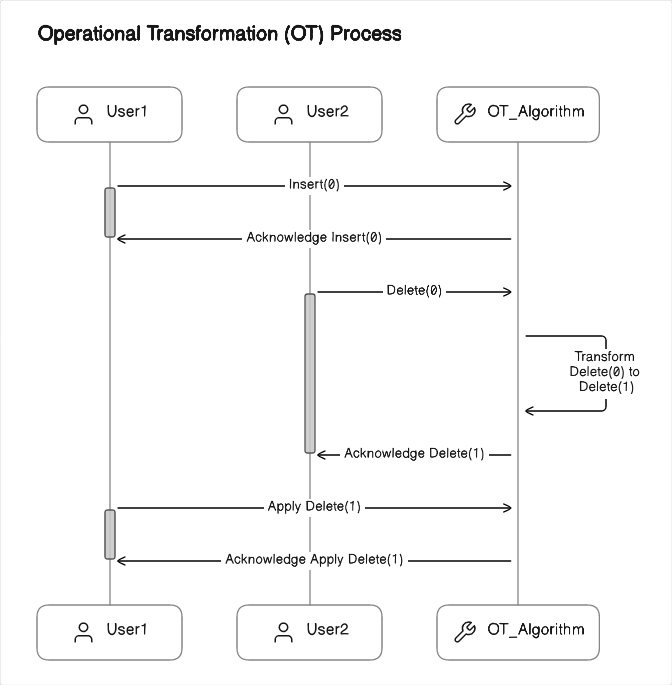 Operational Transformation (OT) Process
User1
User2
OT_Algorithm
Insert(0)
Acknowledge Insert(0)
Delete(0)
Transform
Delete(0) to
Delete(1)
Acknowledge Delete(1)
Apply Delete(1)
Acknowledge Apply Delete(1)
User1
User2
OT_Algorithm